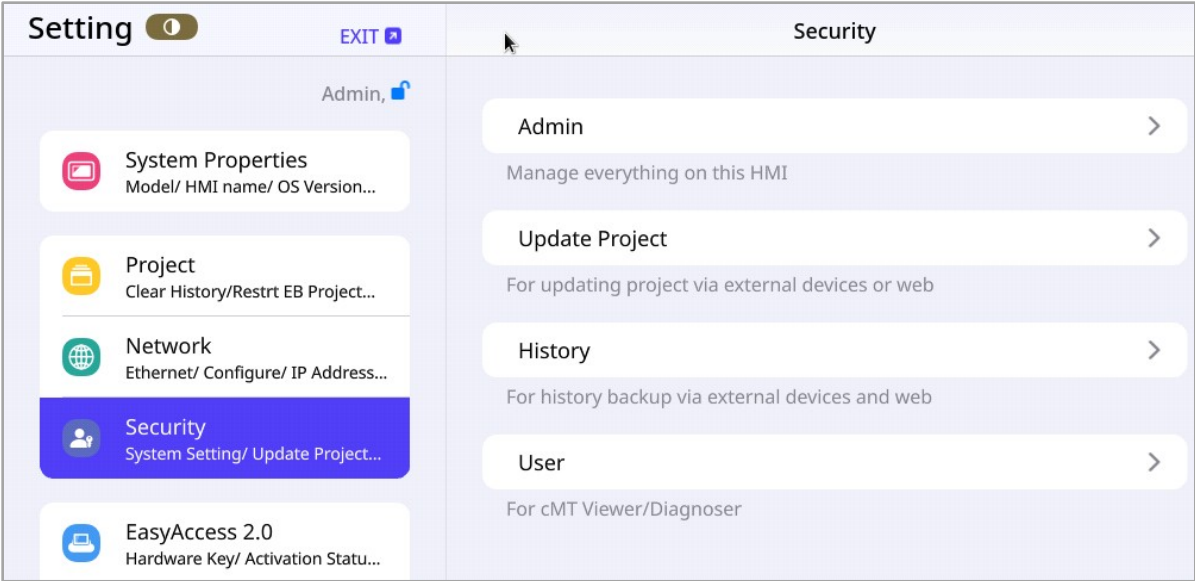 Setting
EXIT
Admin,
System Properties
Model/ HMI name/ OS Version...
Project
Clear History/Restrt EB Project...
Network
Ethernet/ Configure/ IP Address...
Security
System Setting/ Update Project...
EasyAccess 2.0
Hardware Key/ Activation Statu...
Security
Admin
Manage everything on this HMI
Update Project
For updating project via external devices or web
History
For history backup via external devices and web
User
For cMT Viewer/Diagnoser